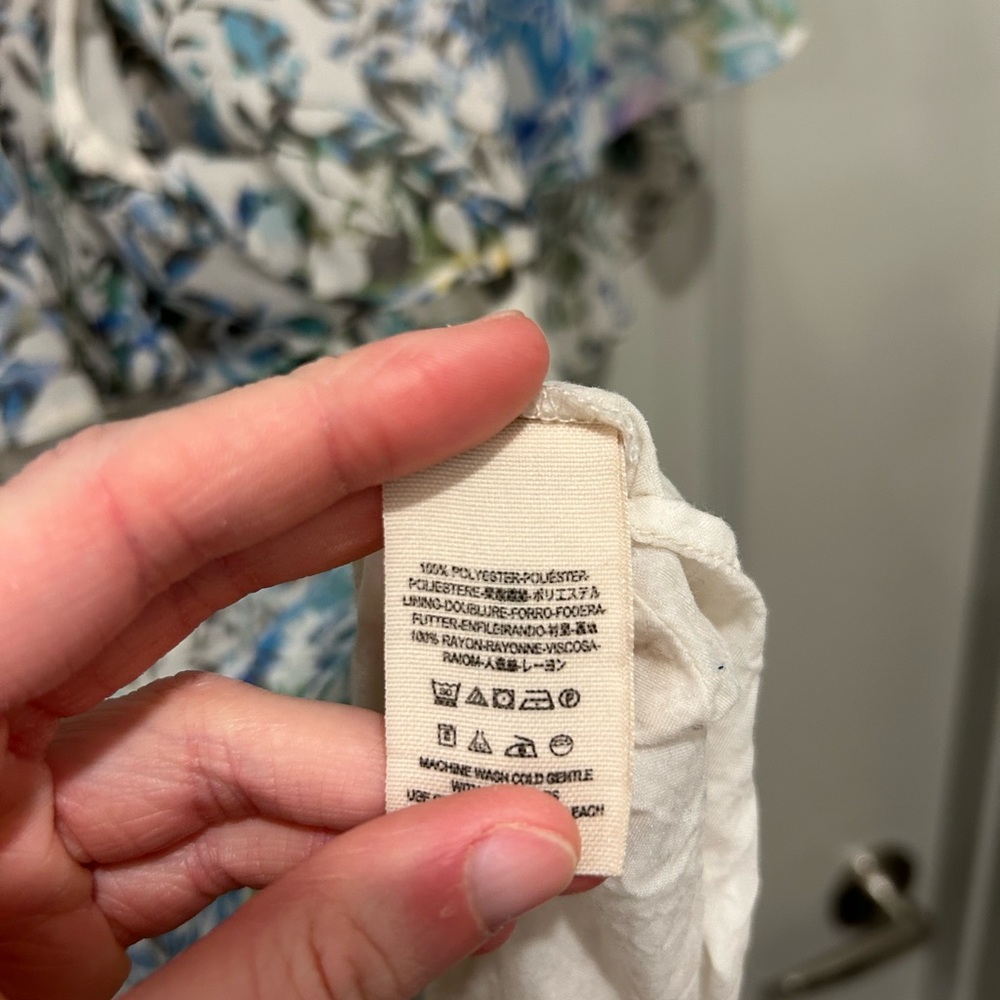 100% POLYESTER-POLIÉSTER-
POLIESTERE-聚酯纖維-ポリエステル
LINING-DOUBLURE-FORRO-FODERA-
FUTTER-ENFILEIRANDO-衬里-裏地
100% RAYON-RAYONNE-VISCOSA-
RAIOM-人造絲-レーヨン
MACHINE WASH COLD GENTLE